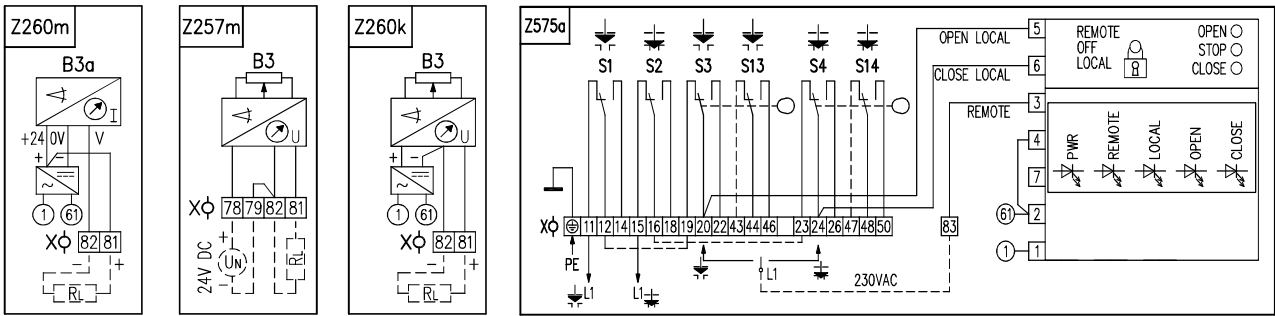 Z260m
B3a
I
+24 0V V
+ -
1 61
X 82 81
- +
RL
Z257m
B3
U
X 78 79 82 81
24V DC
+
UN
-
RL
Z260k
B3
U
+ -
1 61
X 82 81
- +
RL
Z575a
S1 S2 S3 S13 S4 S14
X 11 12 14 15 16 18 19 20 22 43 44 46 23 24 26 47 48 50 83
PE
L1
L1
L1
230VAC
OPEN LOCAL
CLOSE LOCAL
REMOTE
5
6
3
4
7
2
1
61
1
REMOTE
OFF
LOCAL
OPEN
STOP
CLOSE
PWR
REMOTE
LOCAL
OPEN
CLOSE